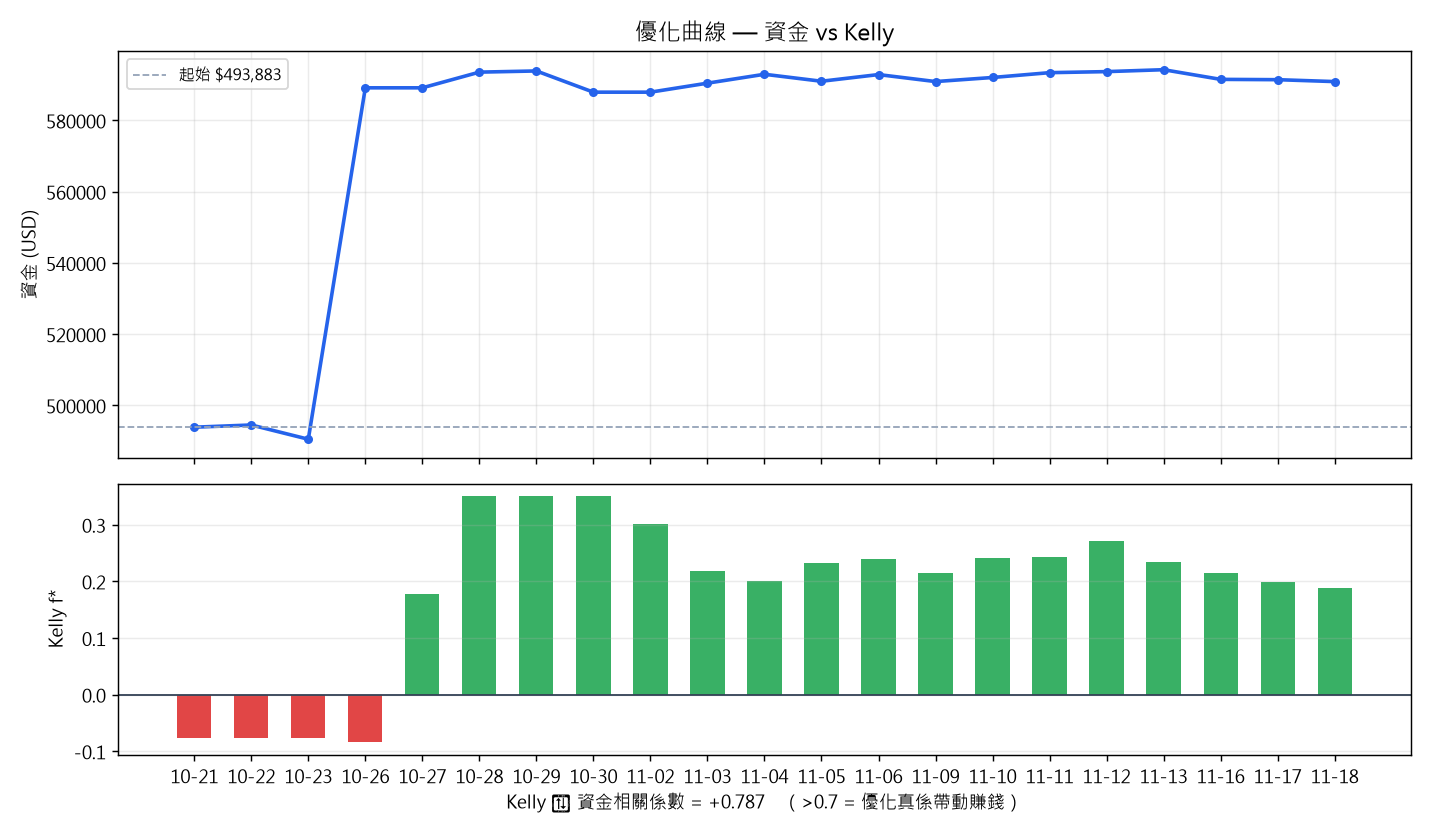 優化曲線 — 資金 vs Kelly
起始 $493,883
資金 (USD)
580000
560000
540000
520000
500000
Kelly f*
0.3
0.2
0.1
0.0
-0.1
10-21 10-22 10-23 10-26 10-27 10-28 10-29 10-30 11-02 11-03 11-04 11-05 11-06 11-09 11-10 11-11 11-12 11-13 11-16 11-17 11-18
Kelly ⇅ 資金相關係數 = +0.787 ( >0.7 = 優化真係帶動賺錢 )